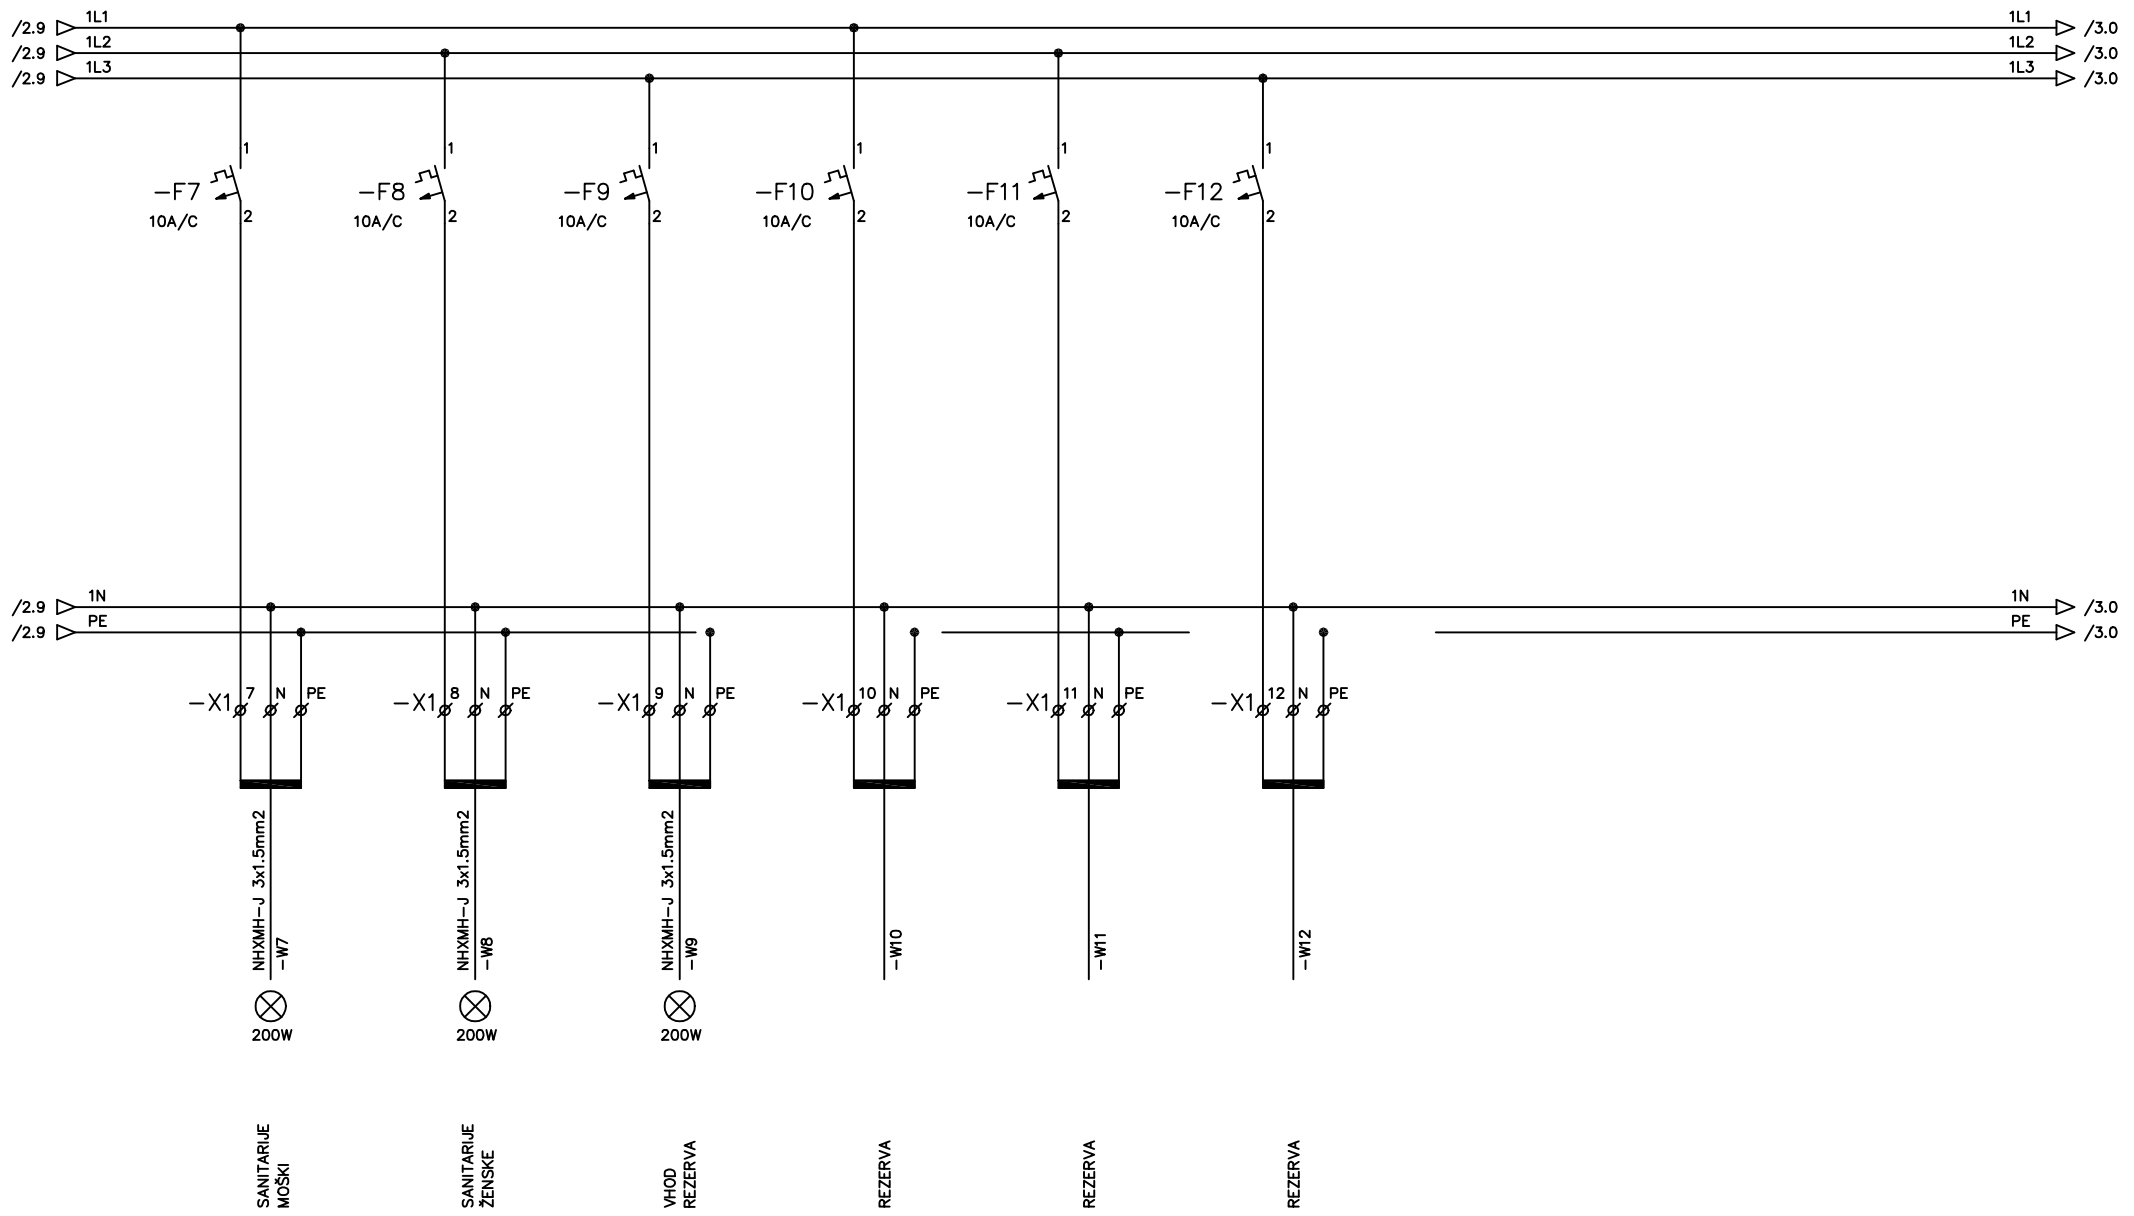 /2.9 1L1 1L1 /3.0
/2.9 1L2 1L2 /3.0
/2.9 1L3 1L3 /3.0
1 1 1 1 1 1
-F7 -F8 -F9 -F10 -F11 -F12
10A/C 2 10A/C 2 10A/C 2 10A/C 2 10A/C 2 10A/C 2
/2.9 1N 1N /3.0
/2.9 PE PE /3.0
-X1 7 N PE -X1 8 N PE -X1 9 N PE -X1 10 N PE -X1 11 N PE -X1 12 N PE
NHXMH-J 3x1.5mm2
-W7
NHXMH-J 3x1.5mm2
-W8
NHXMH-J 3x1.5mm2
-W9
-W10
-W11
-W12
200W 200W 200W
SANITARIJE
MOŠKI
SANITARIJE
ŽENSKE
VHOD
REZERVA
REZERVA
REZERVA
REZERVA